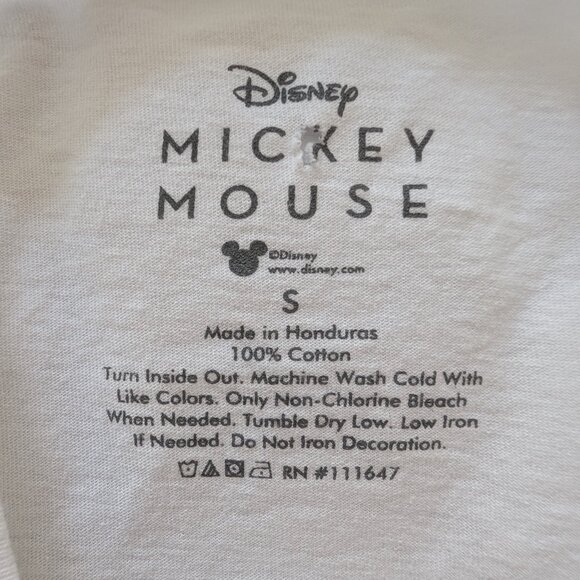 Disney
MICKEY
MOUSE
©Disney
www.disney.com
S
Made in Honduras
100% Cotton
Turn Inside Out. Machine Wash Cold With
Like Colors. Only Non-Chlorine Bleach
When Needed. Tumble Dry Low. Low Iron
If Needed. Do Not Iron Decoration.
RN #111647